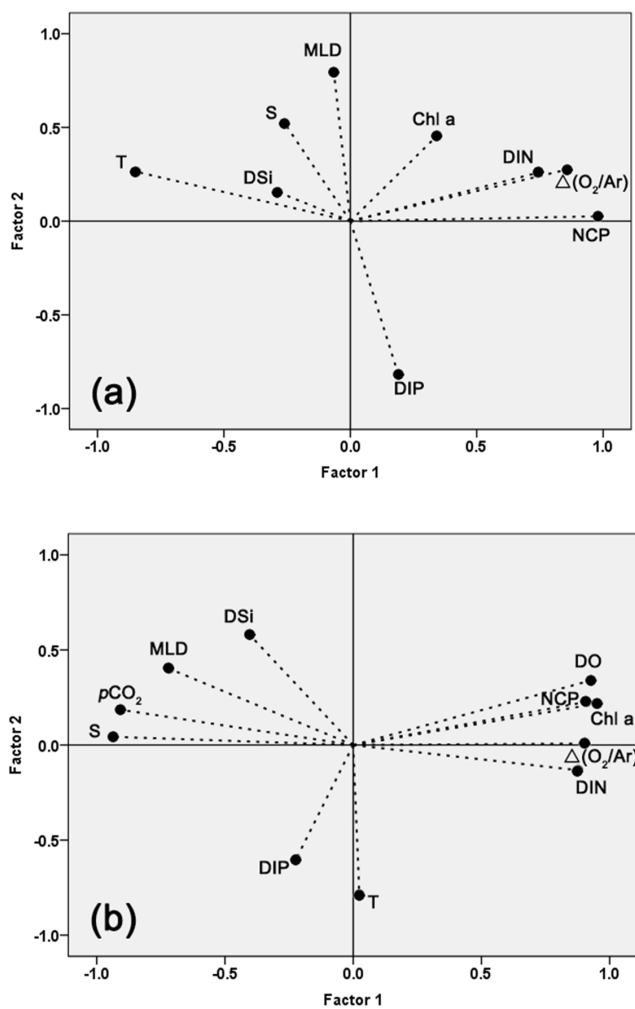 1.0
MLD
S
Chl a
0.5
T
DSi
DIN
△(O₂/Ar)
0.0
NCP
Factor 2
-0.5
DIP
(a)
-1.0
-1.0 -0.5 0.0 0.5 1.0
Factor 1
1.0
DSi
0.5
MLD
DO
pCO₂
NCP
Chl a
S
0.0
△(O₂/Ar)
DIN
Factor 2
-0.5
DIP
T
(b)
-1.0
-1.0 -0.5 0.0 0.5 1.0
Factor 1